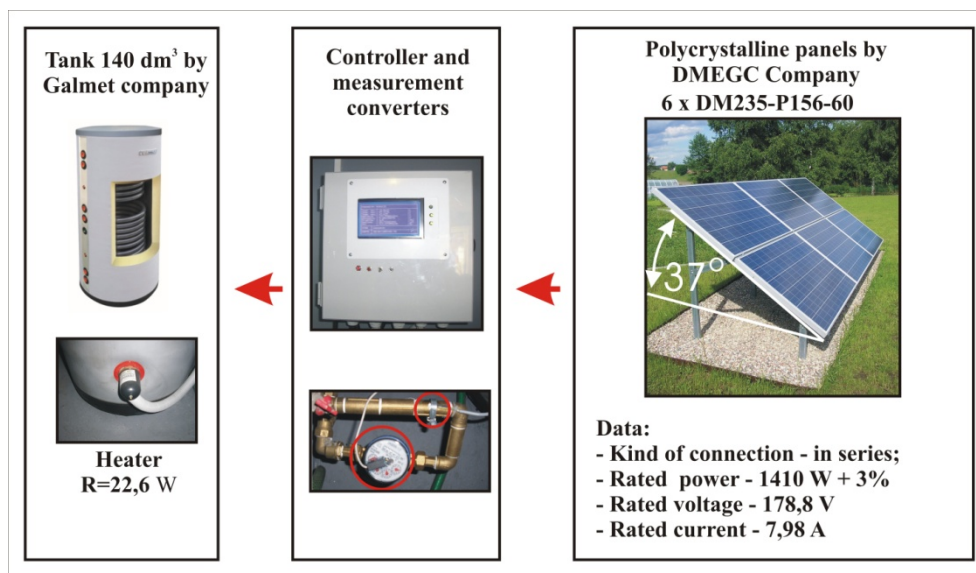 Tank 140 dm³ by
Galmet company
Heater
R=22,6 W
Controller and
measurement
converters
Polycrystalline panels by
DMEGC Company
6 x DM235-P156-60
37°
Data:
- Kind of connection - in series;
- Rated power - 1410 W + 3%
- Rated voltage - 178,8 V
- Rated current - 7,98 A